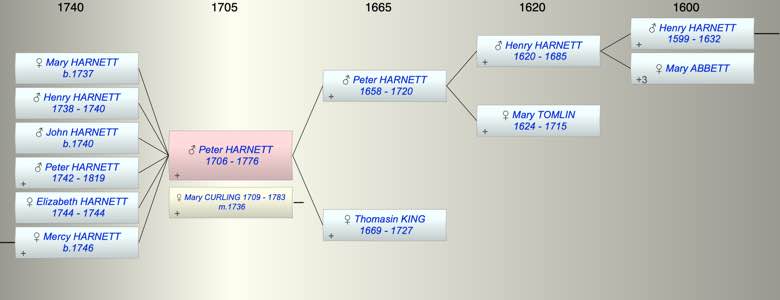 1740 1705 1665 1620 1600
♀ Mary HARNETT
b.1737
♂ Henry HARNETT
1738 - 1740
♂ John HARNETT
b.1740
♂ Peter HARNETT
1742 - 1819
+
♀ Elizabeth HARNETT
1744 - 1744
♀ Mercy HARNETT
b.1746
+
♂ Peter HARNETT
1706 - 1776
+
♀ Mary CURLING 1709 - 1783
m.1736
+
♂ Peter HARNETT
1658 - 1720
+
♀ Thomasin KING
1669 - 1727
+
♂ Henry HARNETT
1620 - 1685
+
♀ Mary TOMLIN
1624 - 1715
+
♂ Henry HARNETT
1599 - 1632
+
♀ Mary ABBETT
+3